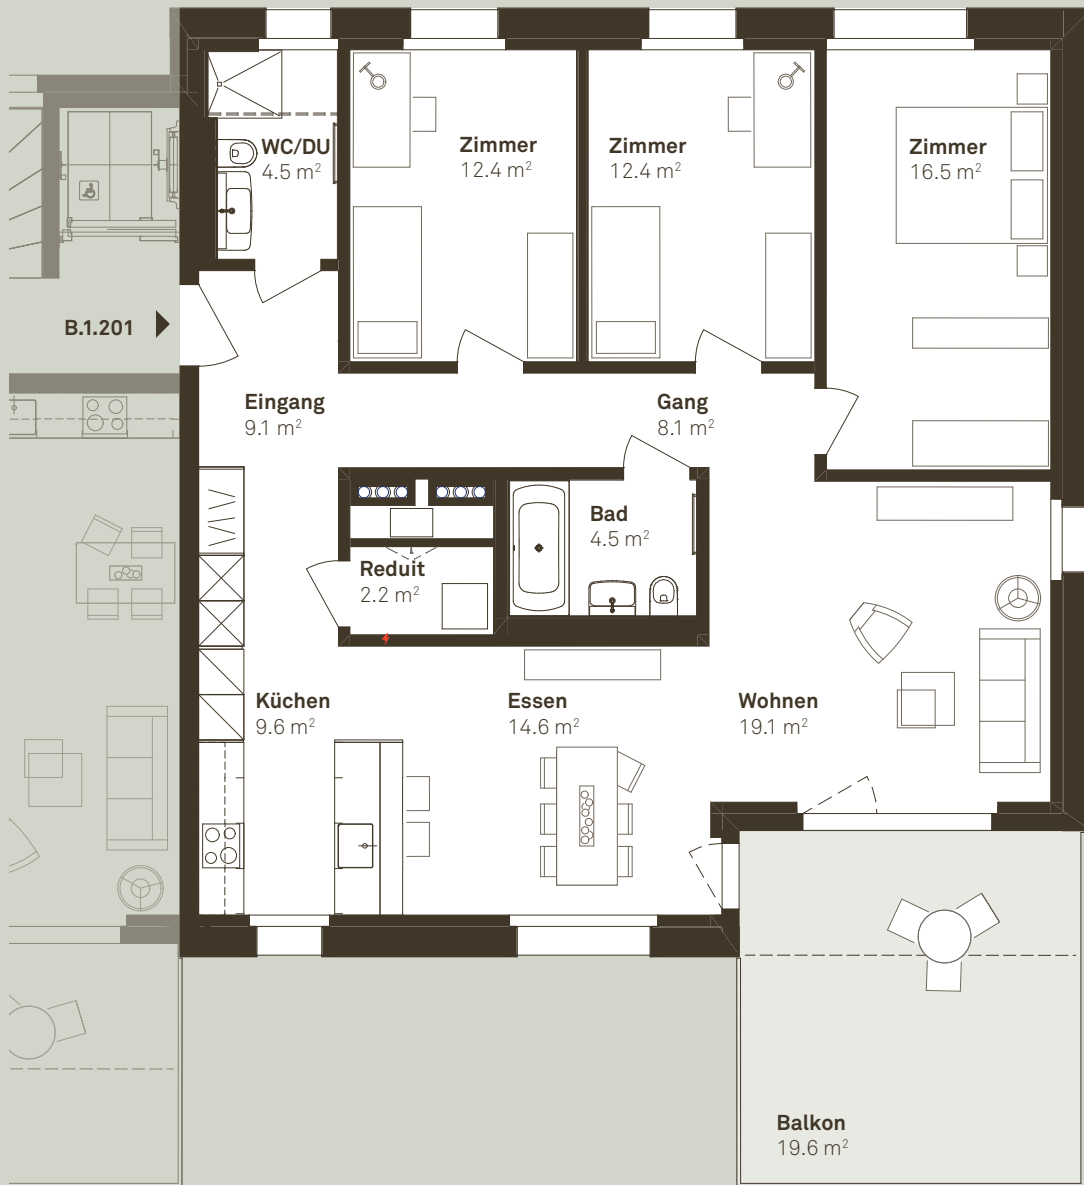 WC/DU
4.5 m²
Zimmer
12.4 m²
Zimmer
12.4 m²
Zimmer
16.5 m²
B.1.201
Eingang
9.1 m²
Gang
8.1 m²
Bad
4.5 m²
Reduit
2.2 m²
Küchen
9.6 m²
Essen
14.6 m²
Wohnen
19.1 m²
Balkon
19.6 m²